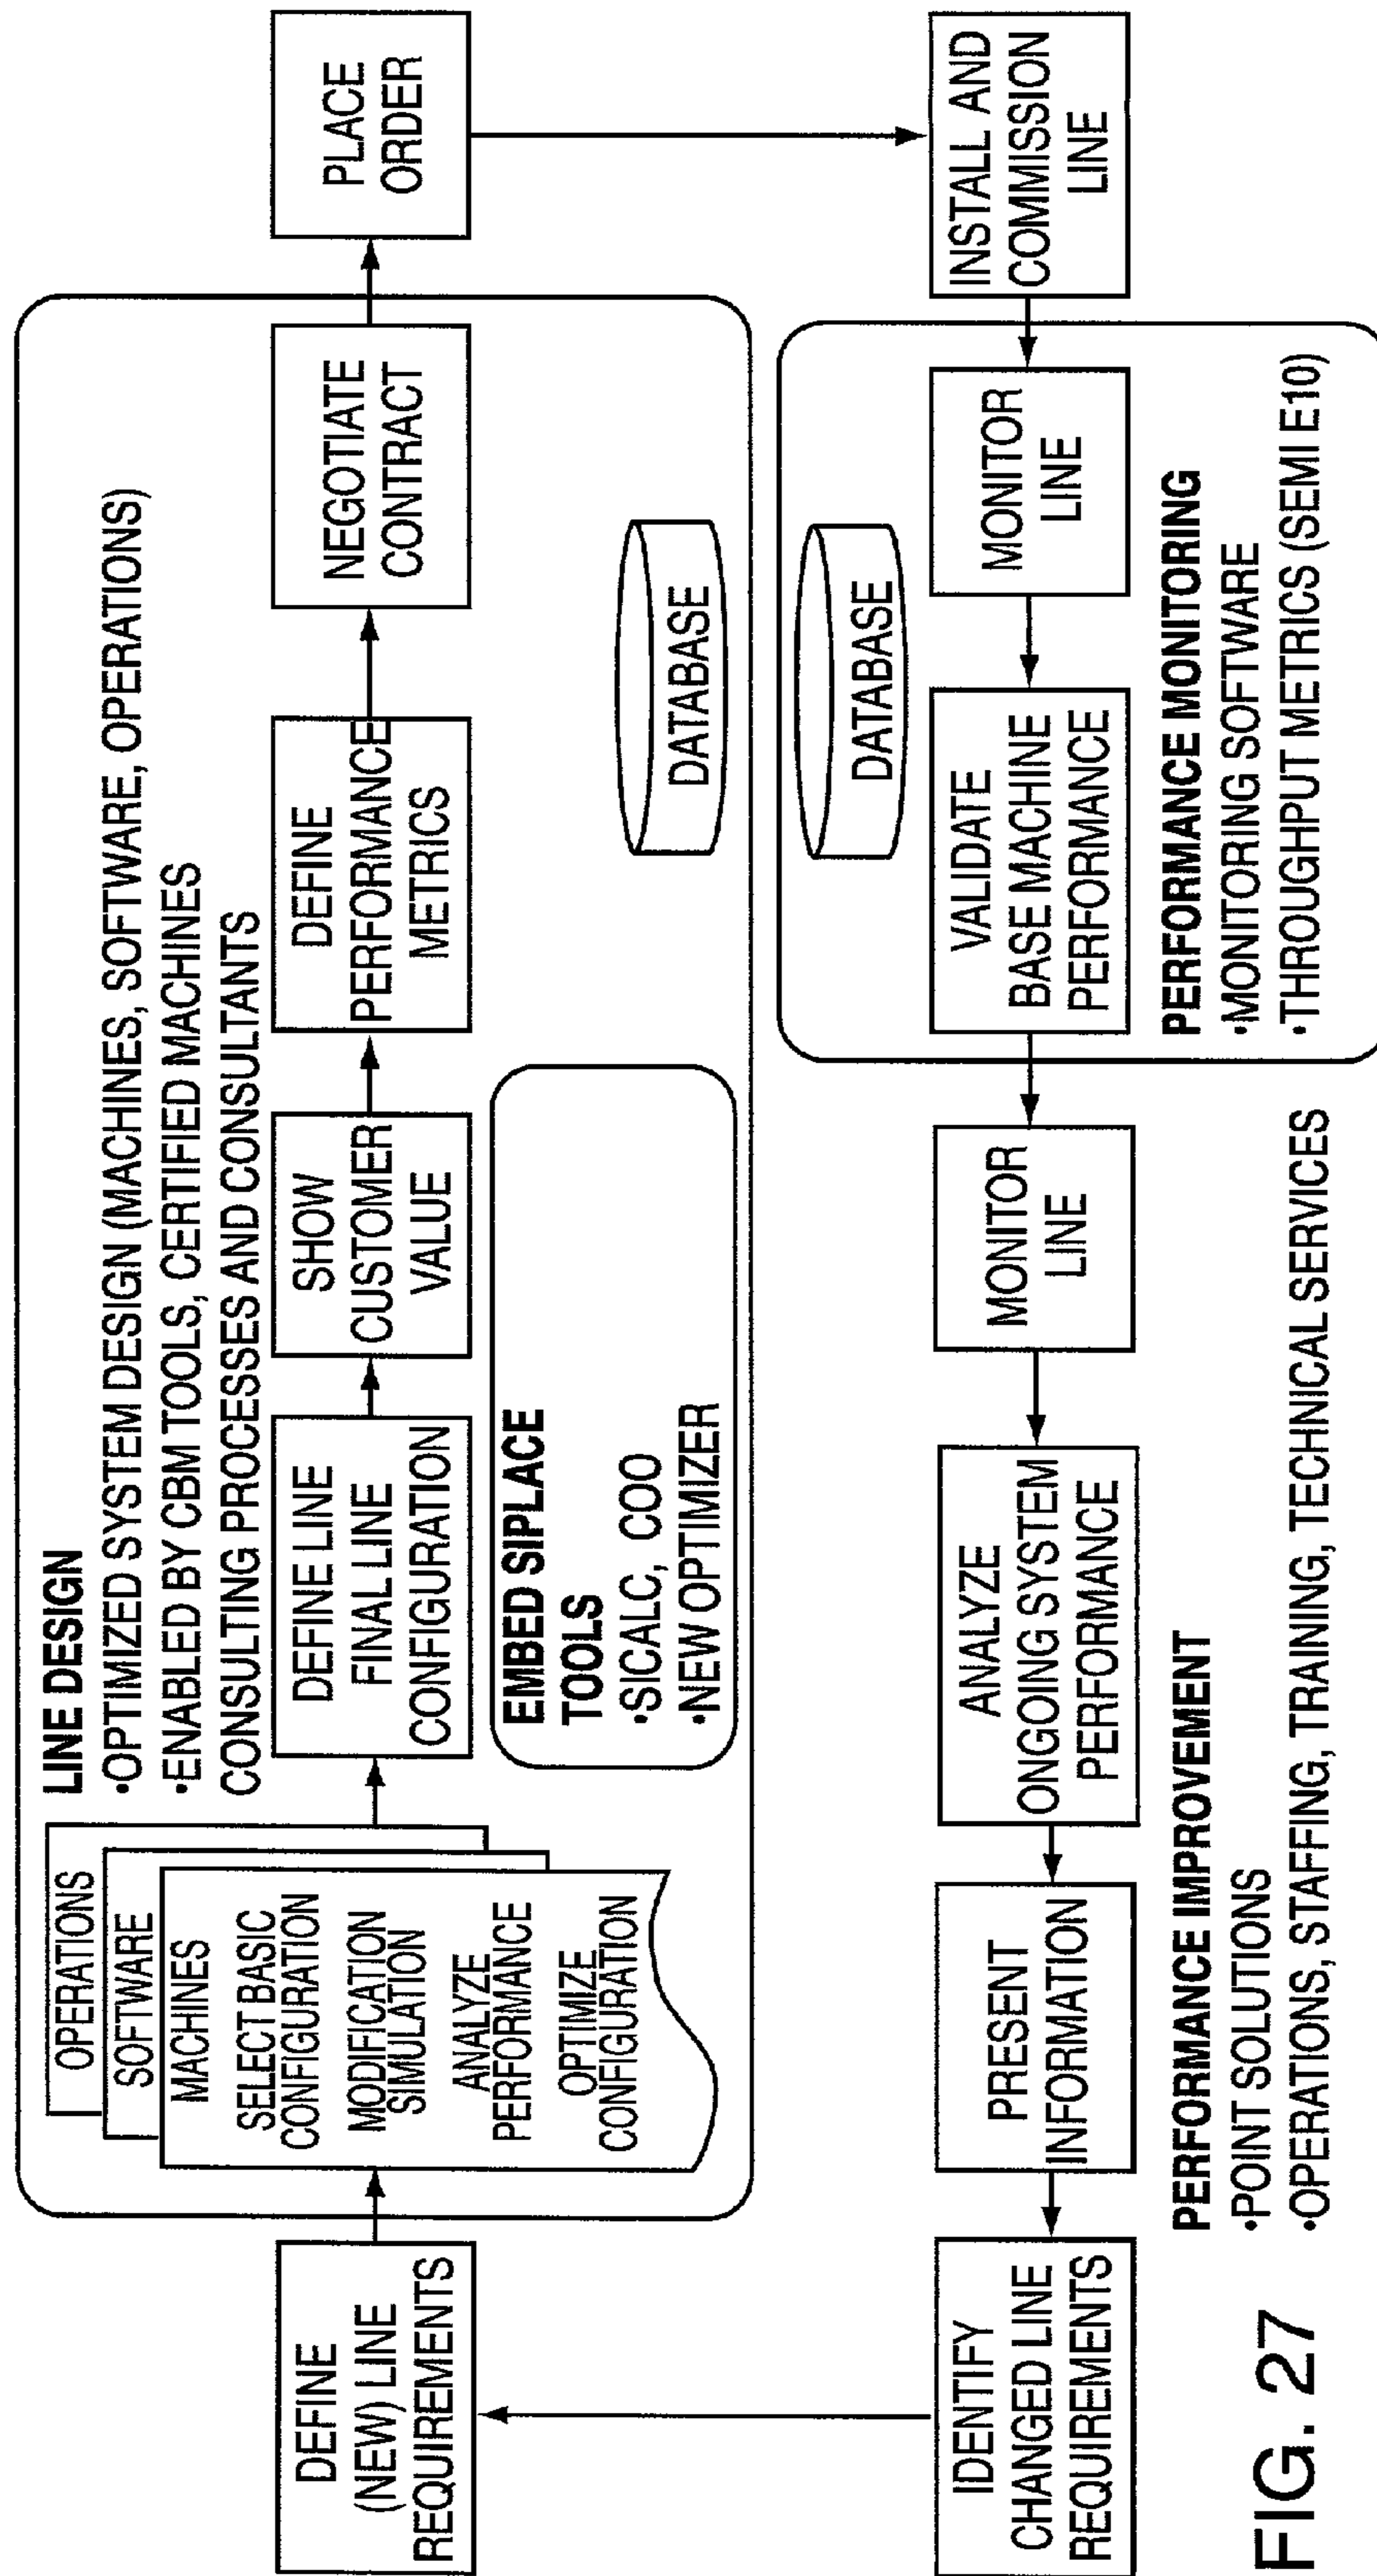 LINE DESIGN
•OPTIMIZED SYSTEM DESIGN (MACHINES, SOFTWARE, OPERATIONS)
•ENABLED BY CBM TOOLS, CERTIFIED MACHINES
CONSULTING PROCESSES AND CONSULTANTS
DEFINE
(NEW) LINE
REQUIREMENTS
OPERATIONS
SOFTWARE
MACHINES
SELECT BASIC
CONFIGURATION
MODIFICATION
SIMULATION
ANALYZE
PERFORMANCE
OPTIMIZE
CONFIGURATION
DEFINE LINE
FINAL LINE
CONFIGURATION
SHOW
CUSTOMER
VALUE
DEFINE
PERFORMANCE
METRICS
NEGOTIATE
CONTRACT
PLACE
ORDER
EMBED SIPLACE
TOOLS
•SICALC, COO
•NEW OPTIMIZER
DATABASE
DATABASE
INSTALL AND
COMMISSION
LINE
MONITOR
LINE
VALIDATE
BASE MACHINE
PERFORMANCE
PERFORMANCE MONITORING
•MONITORING SOFTWARE
•THROUGHPUT METRICS (SEMI E10)
MONITOR
LINE
ANALYZE
ONGOING SYSTEM
PERFORMANCE
PRESENT
INFORMATION
IDENTIFY
CHANGED LINE
REQUIREMENTS
PERFORMANCE IMPROVEMENT
•POINT SOLUTIONS
•OPERATIONS, STAFFING, TRAINING, TECHNICAL SERVICES
FIG. 27